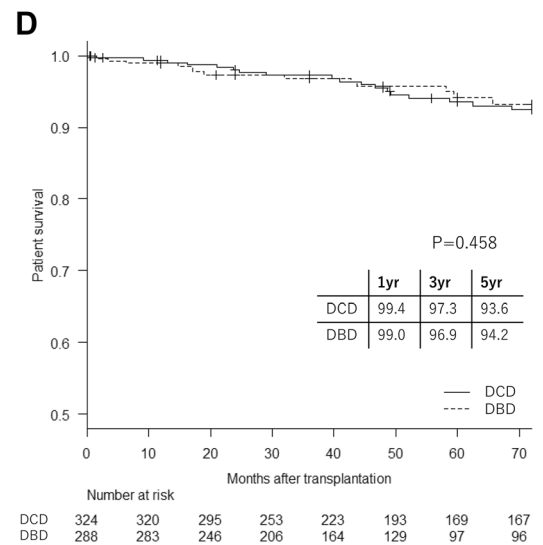 D
1.0
0.9
0.8
0.7
0.6
0.5
Patient survival
P=0.458
1yr 3yr 5yr
DCD 99.4 97.3 93.6
DBD 99.0 96.9 94.2
DCD
DBD
0 10 20 30 40 50 60 70
Months after transplantation
Number at risk
DCD 324 320 295 253 223 193 169 167
DBD 288 283 246 206 164 129 97 96